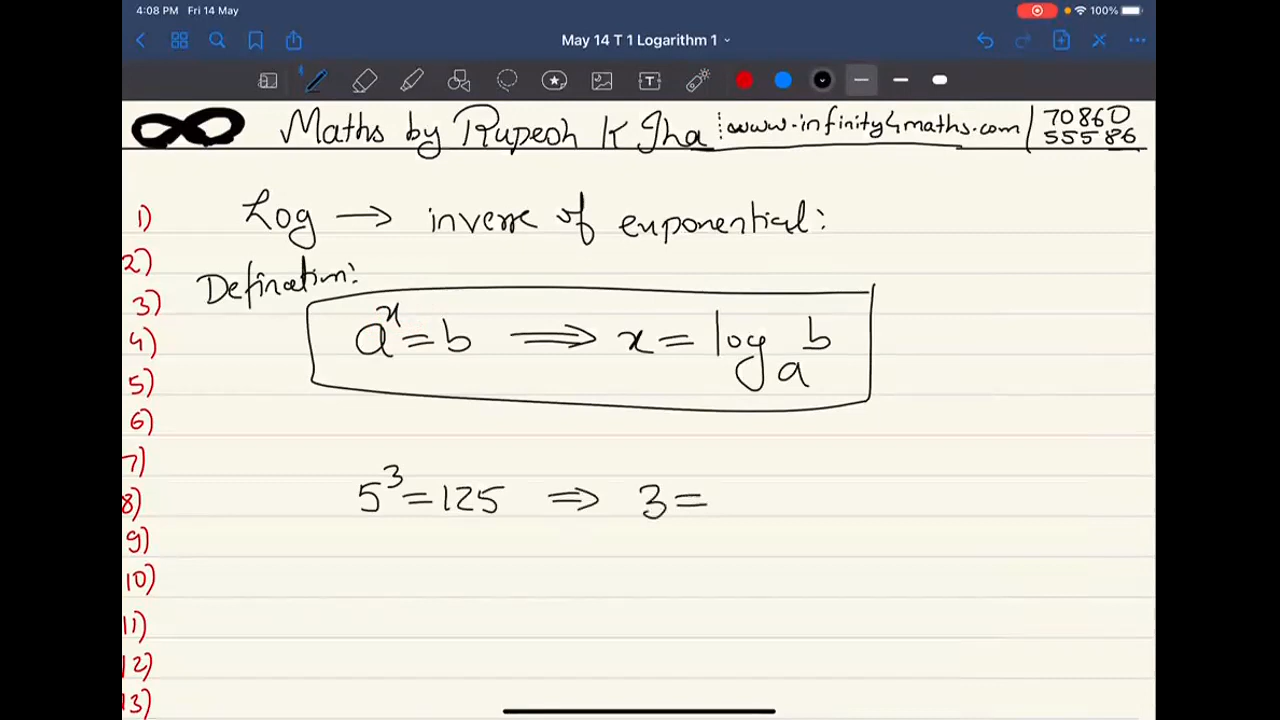 4:08 PM Fri 14 May 100%
May 14 T 1 Logarithm 1
Maths by Rupesh K Jha www.infinity4maths.com 70860
55586
1) Log → inverse of exponential:
2) Definition:
3)
4) a^x = b ⟹ x = log_a b
5)
6)
7)
8) 5^3 = 125 ⟹ 3 =
9)
10)
11)
12)
13)